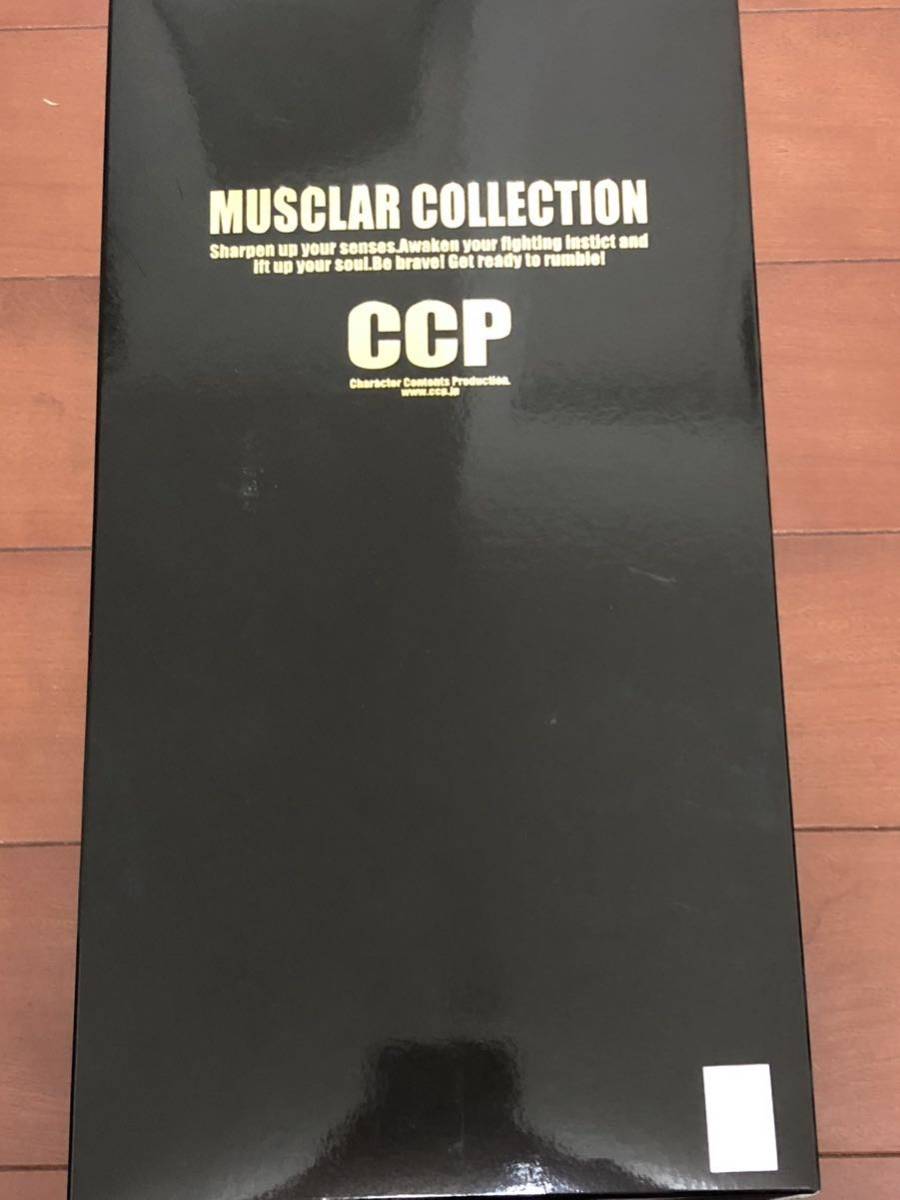 MUSCLAR COLLECTION
Sharpen up your senses.Awaken your fighting instict and
ift up your soul.Be brave! Get ready to rumble!
CCP
Character Contents Production.
www.ccp.jp